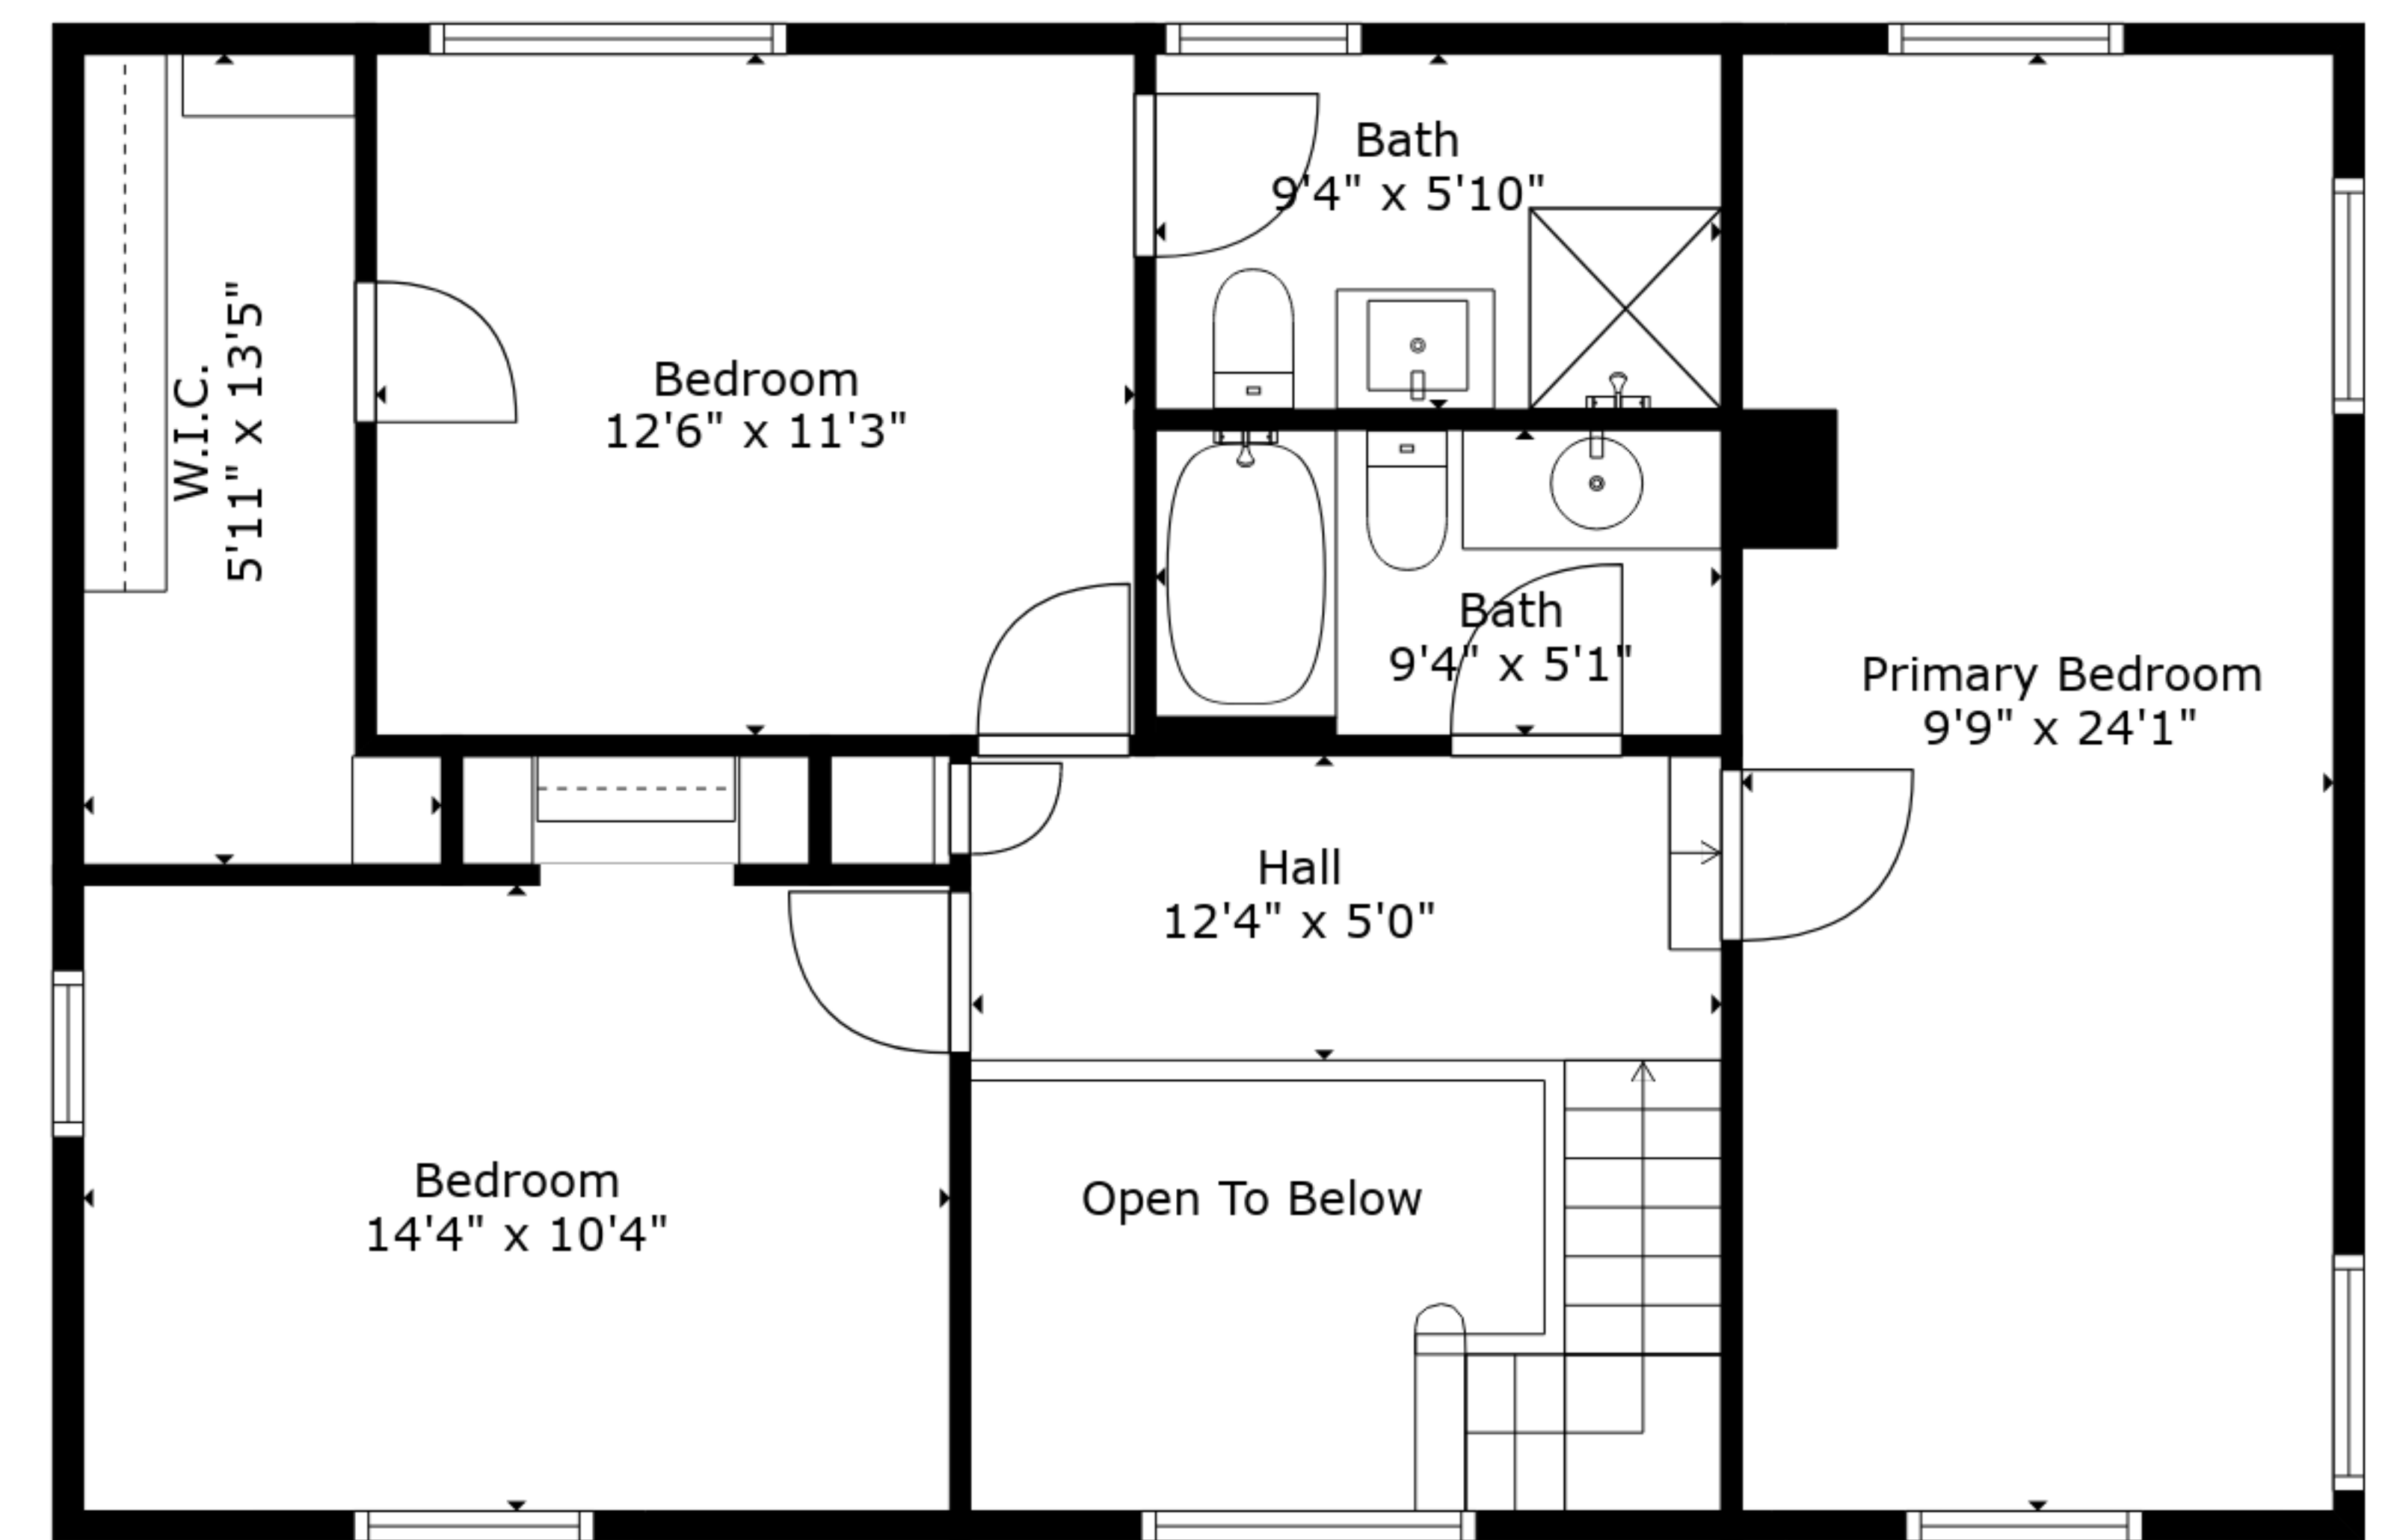 Bath
9'4" x 5'10"
W.I.C.
5'11" x 13'5"
Bedroom
12'6" x 11'3"
Bath
9'4" x 5'1"
Primary Bedroom
9'9" x 24'1"
Hall
12'4" x 5'0"
Bedroom
14'4" x 10'4"
Open To Below